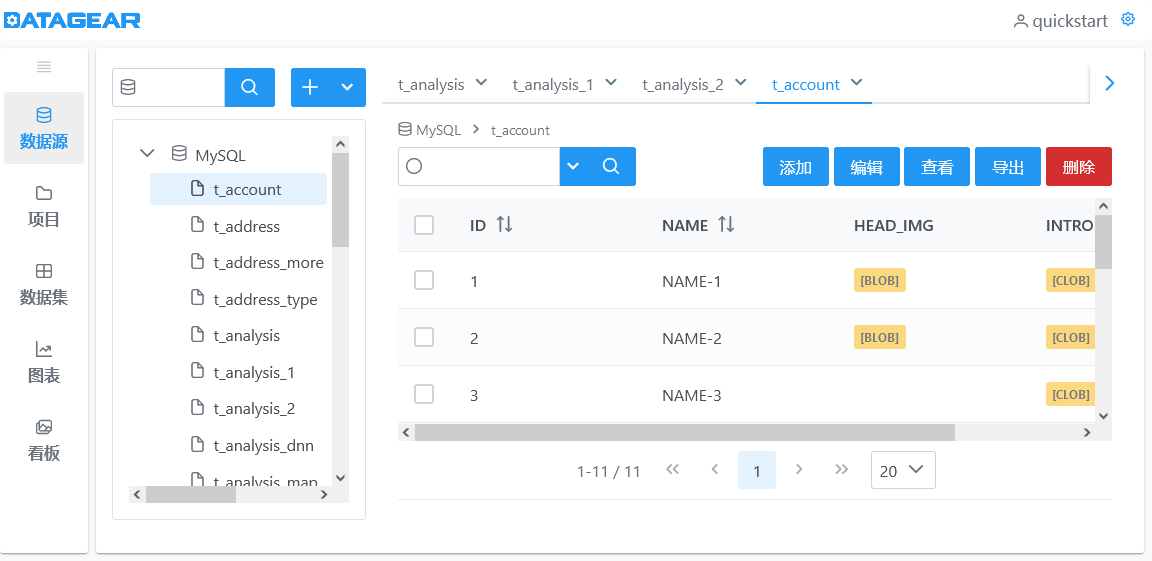 DATAGEAR
quickstart
数据源
项目
数据集
图表
看板
MySQL
t_account
t_address
t_address_more
t_address_type
t_analysis
t_analysis_1
t_analysis_2
t_analysis_dnn
t_analysis_map
t_analysis t_analysis_1 t_analysis_2 t_account
MySQL > t_account
添加 编辑 查看 导出 删除
ID NAME HEAD_IMG INTRO
1 NAME-1 [BLOB] [CLOB]
2 NAME-2 [BLOB] [CLOB]
3 NAME-3 [CLOB]
1-11 / 11 1 20